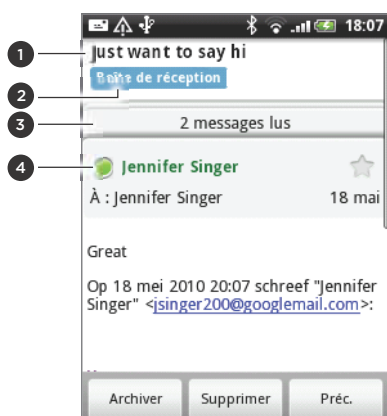 18:07
1
Just want to say hi
Boîte de réception
2
3
2 messages lus
4
Jennifer Singer
À : Jennifer Singer 18 mai
Great
Op 18 mei 2010 20:07 schreef "Jennifer
Singer" <jsinger200@googlemail.com>:
Archiver Supprimer Préc.